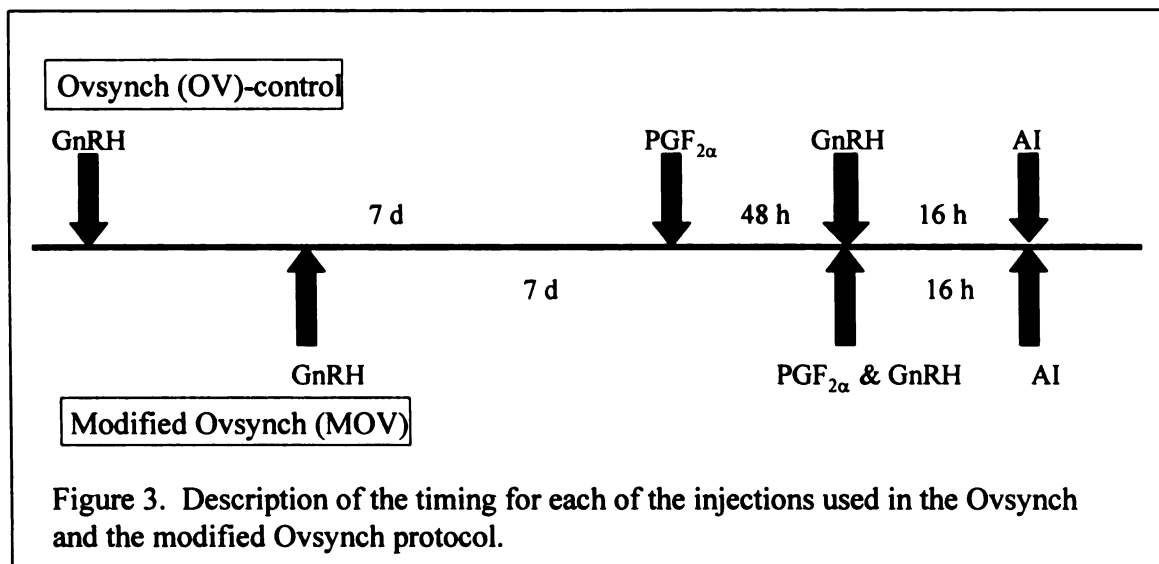 Ovsynch (OV)-control
GnRH PGF₂α GnRH AI
7 d 48 h 16 h
7 d 16 h
GnRH PGF₂α & GnRH AI
Modified Ovsynch (MOV)
Figure 3. Description of the timing for each of the injections used in the Ovsynch
and the modified Ovsynch protocol.